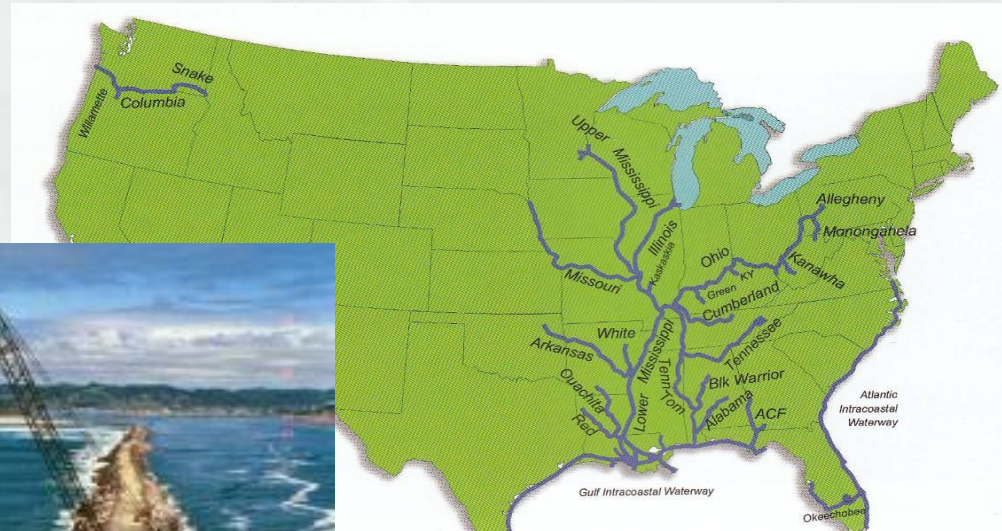 Snake
Columbia
Willamette
Upper
Mississippi
Illinois
Kaskaskia
Missouri
Allegheny
Monongahela
Ohio
Kanawha
KY
Green
Cumberland
White
Arkansas
Mississippi
Lower
Tennessee
Tenn-Tom
Ouachita
Red
Blk Warrior
Alabama
ACF
Atlantic
Intracoastal
Waterway
Gulf Intracoastal Waterway
Okeechobee